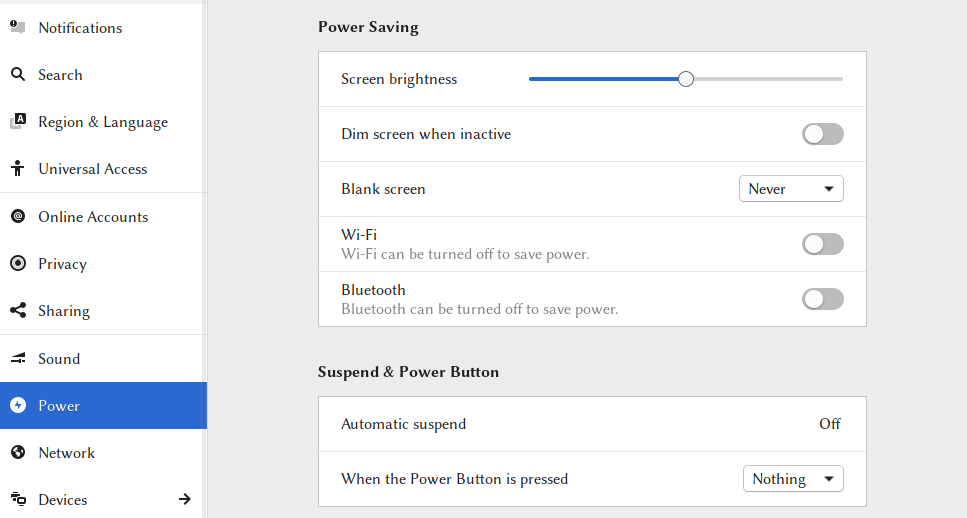 Notifications
Search
Region & Language
Universal Access
Online Accounts
Privacy
Sharing
Sound
Power
Network
Devices
Power Saving
Screen brightness
Dim screen when inactive
Blank screen Never
Wi-Fi
Wi-Fi can be turned off to save power.
Bluetooth
Bluetooth can be turned off to save power.
Suspend & Power Button
Automatic suspend Off
When the Power Button is pressed Nothing